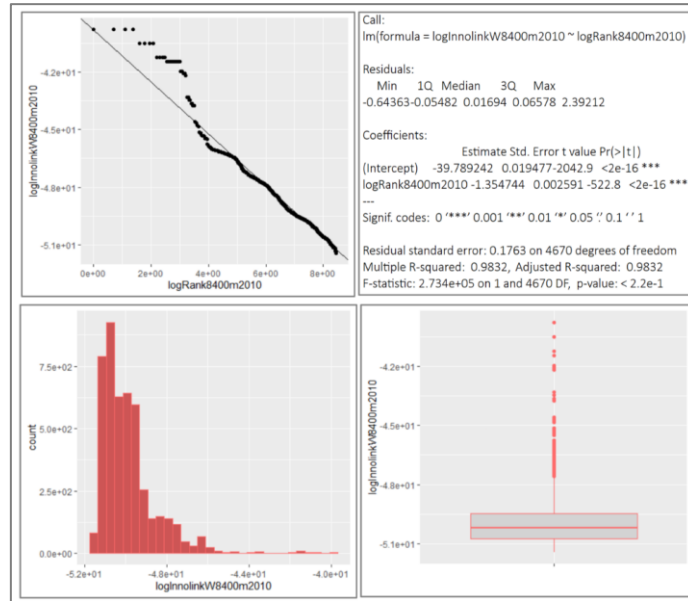 -4.2e+01
-4.5e+01
-4.8e+01
-5.1e+01
logInnolinkW8400m2010
0e+00 2e+00 4e+00 6e+00 8e+00
logRank8400m2010
Call:
lm(formula = logInnolinkW8400m2010 ~ logRank8400m2010)
Residuals:
Min 1Q Median 3Q Max
-0.64363-0.05482 0.01694 0.06578 2.39212
Coefficients:
Estimate Std. Error t value Pr(>|t|)
(Intercept) -39.789242 0.019477-2042.9 <2e-16 ***
logRank8400m2010 -1.354744 0.002591 -522.8 <2e-16 ***
---
Signif. codes: 0 '***' 0.001 '**' 0.01 '*' 0.05 '.' 0.1 ' ' 1
Residual standard error: 0.1763 on 4670 degrees of freedom
Multiple R-squared: 0.9832, Adjusted R-squared: 0.9832
F-statistic: 2.734e+05 on 1 and 4670 DF, p-value: < 2.2e-1
7.5e+02
5.0e+02
2.5e+02
0.0e+00
count
-5.2e+01 -4.8e+01 -4.4e+01 -4.0e+01
logInnolinkW8400m2010
-4.2e+01
-4.5e+01
-4.8e+01
-5.1e+01
logInnolinkW8400m2010